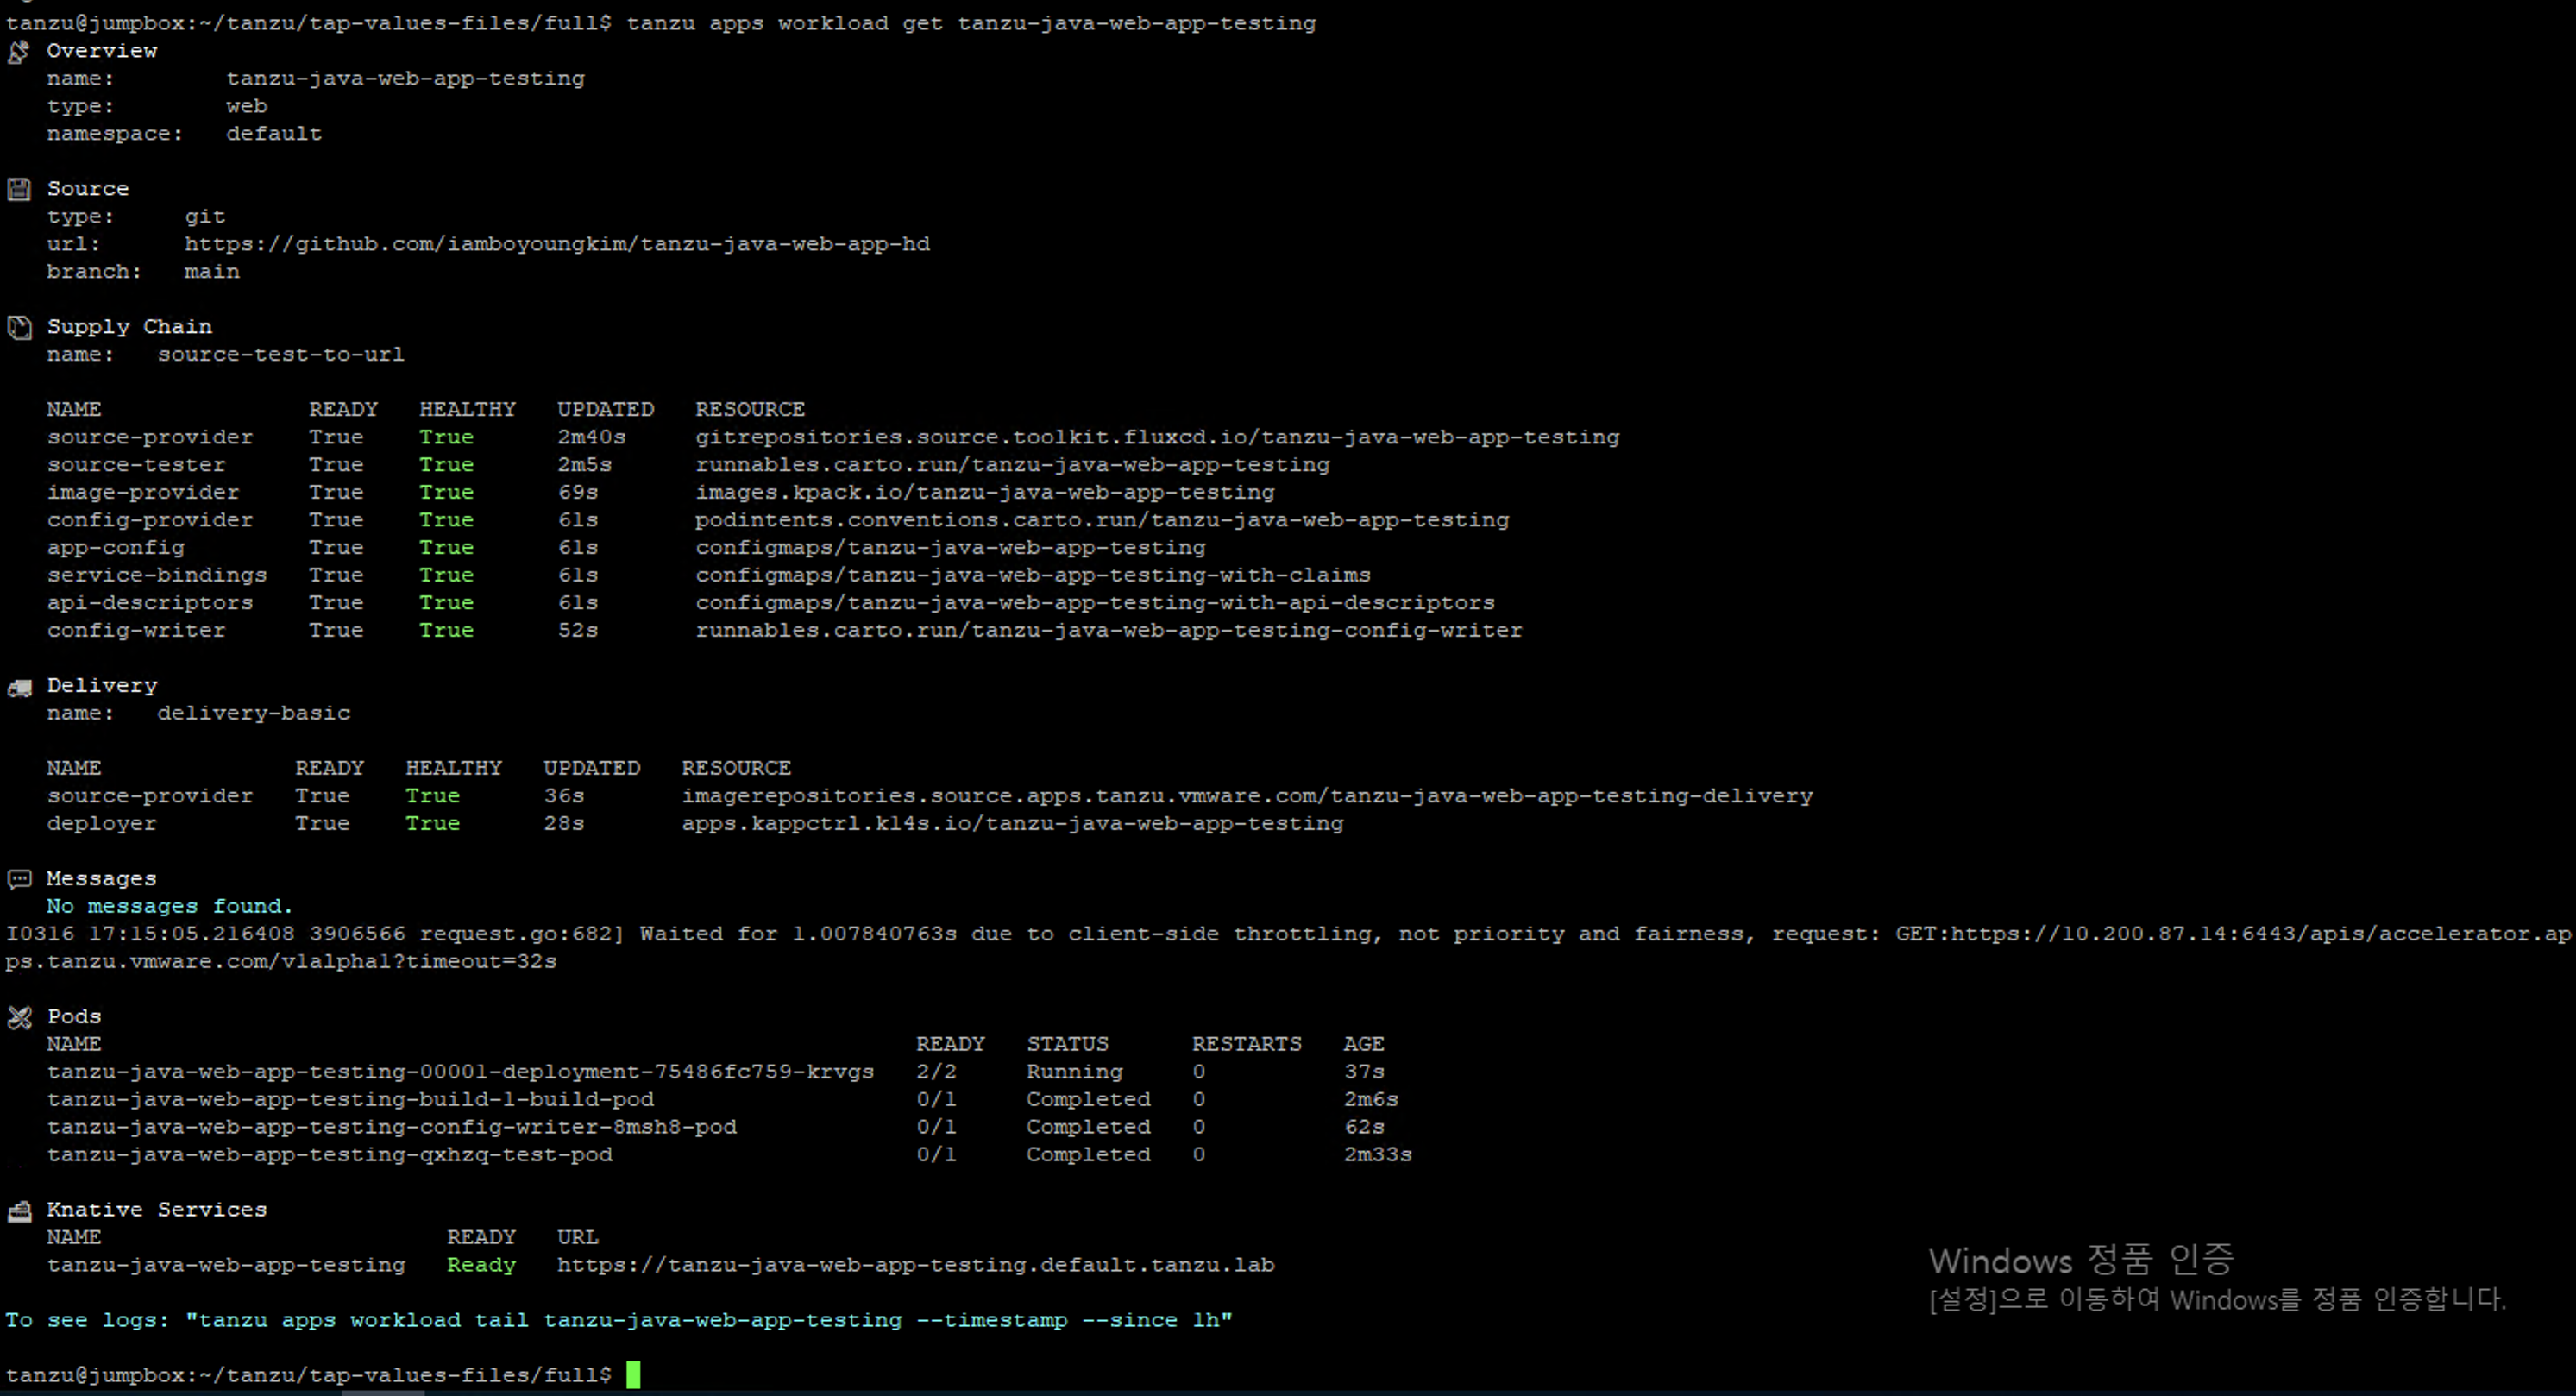 tanzu@jumpbox:~/tanzu/tap-values-files/full$ tanzu apps workload get tanzu-java-web-app-testing
Overview
name: tanzu-java-web-app-testing
type: web
namespace: default
Source
type: git
url: https://github.com/iamboyoungkim/tanzu-java-web-app-hd
branch: main
Supply Chain
name: source-test-to-url
NAME READY HEALTHY UPDATED RESOURCE
source-provider True True 2m40s gitrepositories.source.toolkit.fluxcd.io/tanzu-java-web-app-testing
source-tester True True 2m5s runnables.carto.run/tanzu-java-web-app-testing
image-provider True True 69s images.kpack.io/tanzu-java-web-app-testing
config-provider True True 61s podintents.conventions.carto.run/tanzu-java-web-app-testing
app-config True True 61s configmaps/tanzu-java-web-app-testing
service-bindings True True 61s configmaps/tanzu-java-web-app-testing-with-claims
api-descriptors True True 61s configmaps/tanzu-java-web-app-testing-with-api-descriptors
config-writer True True 52s runnables.carto.run/tanzu-java-web-app-testing-config-writer
Delivery
name: delivery-basic
NAME READY HEALTHY UPDATED RESOURCE
source-provider True True 36s imagerepositories.source.apps.tanzu.vmware.com/tanzu-java-web-app-testing-delivery
deployer True True 28s apps.kappctrl.k14s.io/tanzu-java-web-app-testing
Messages
No messages found.
I0316 17:15:05.216408 3906566 request.go:682] Waited for 1.007840763s due to client-side throttling, not priority and fairness, request: GET:https://10.200.87.14:6443/apis/accelerator.ap
ps.tanzu.vmware.com/v1alpha1?timeout=32s
Pods
NAME READY STATUS RESTARTS AGE
tanzu-java-web-app-testing-00001-deployment-75486fc759-krvgs 2/2 Running 0 37s
tanzu-java-web-app-testing-build-1-build-pod 0/1 Completed 0 2m6s
tanzu-java-web-app-testing-config-writer-8msh8-pod 0/1 Completed 0 62s
tanzu-java-web-app-testing-qxhzq-test-pod 0/1 Completed 0 2m33s
Knative Services
NAME READY URL
tanzu-java-web-app-testing Ready https://tanzu-java-web-app-testing.default.tanzu.lab
Windows 정품 인증
[설정]으로 이동하여 Windows를 정품 인증합니다.
To see logs: "tanzu apps workload tail tanzu-java-web-app-testing --timestamp --since 1h"
tanzu@jumpbox:~/tanzu/tap-values-files/full$